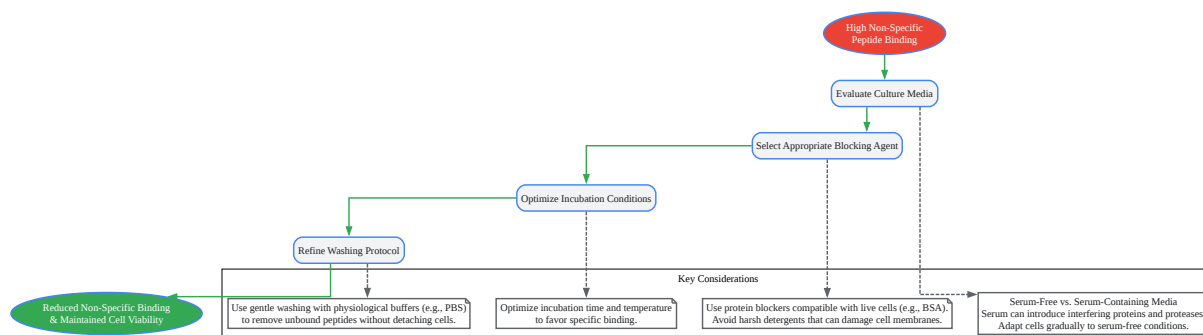 High Non-Specific
Peptide Binding
Evaluate Culture Media
Select Appropriate Blocking Agent
Optimize Incubation Conditions
Refine Washing Protocol
Key Considerations
Reduced Non-Specific Binding
& Maintained Cell Viability
Use gentle washing with physiological buffers (e.g., PBS)
to remove unbound peptides without detaching cells.
Optimize incubation time and temperature
to favor specific binding.
Use protein blockers compatible with live cells (e.g., BSA).
Avoid harsh detergents that can damage cell membranes.
Serum-Free vs. Serum-Containing Media
Serum can introduce interfering proteins and proteases.
Adapt cells gradually to serum-free conditions.